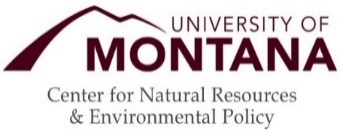 UNIVERSITY OF
MONTANA
Center for Natural Resources
& Environmental Policy